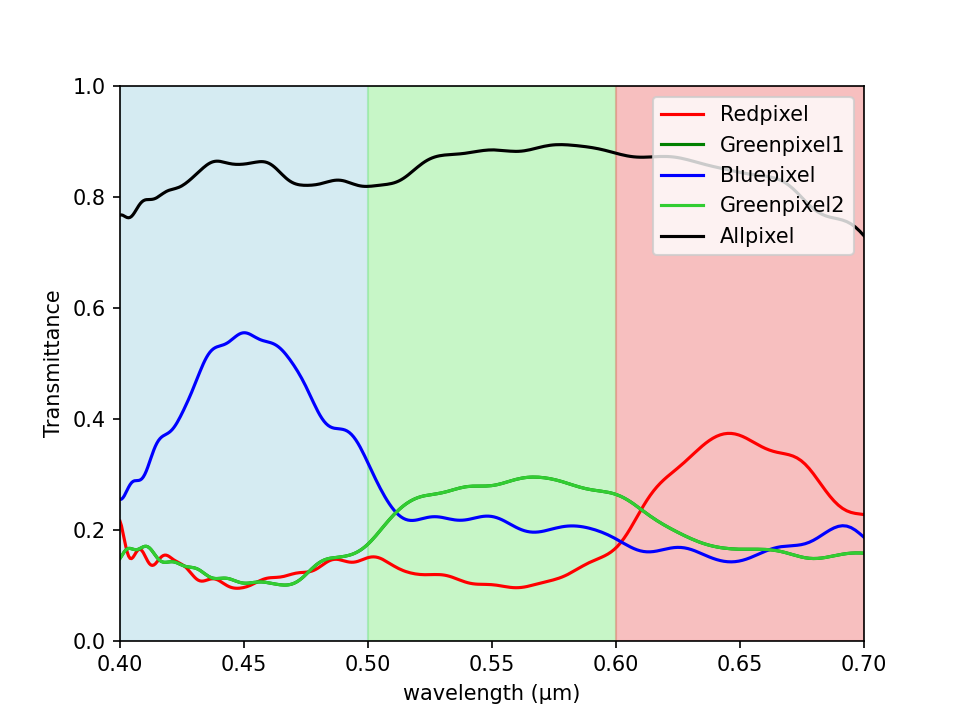 1.0
0.8
0.6
0.4
0.2
0.0
Transmittance
Redpixel
Greenpixel1
Bluepixel
Greenpixel2
Allpixel
0.40 0.45 0.50 0.55 0.60 0.65 0.70
wavelength (μm)